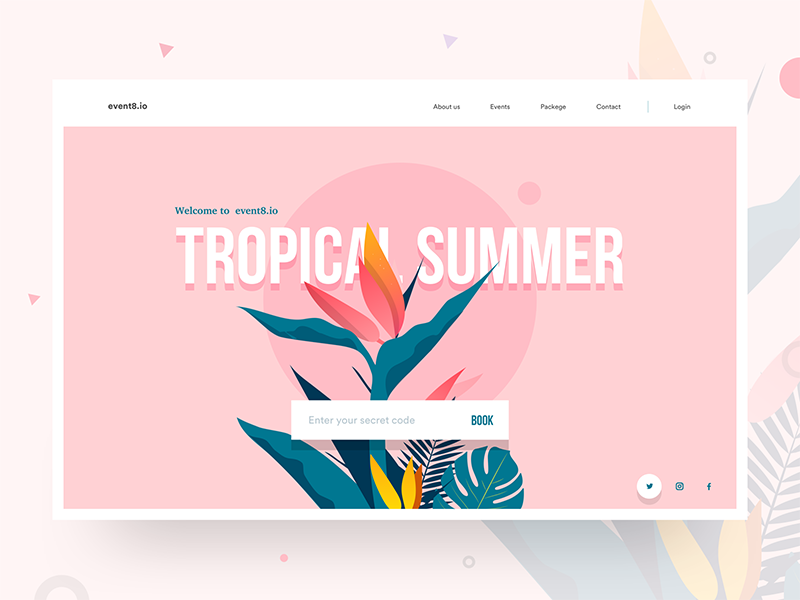 event8.io
About us Events Packege Contact Login
Welcome to event8.io
TROPICAL SUMMER
Enter your secret code BOOK